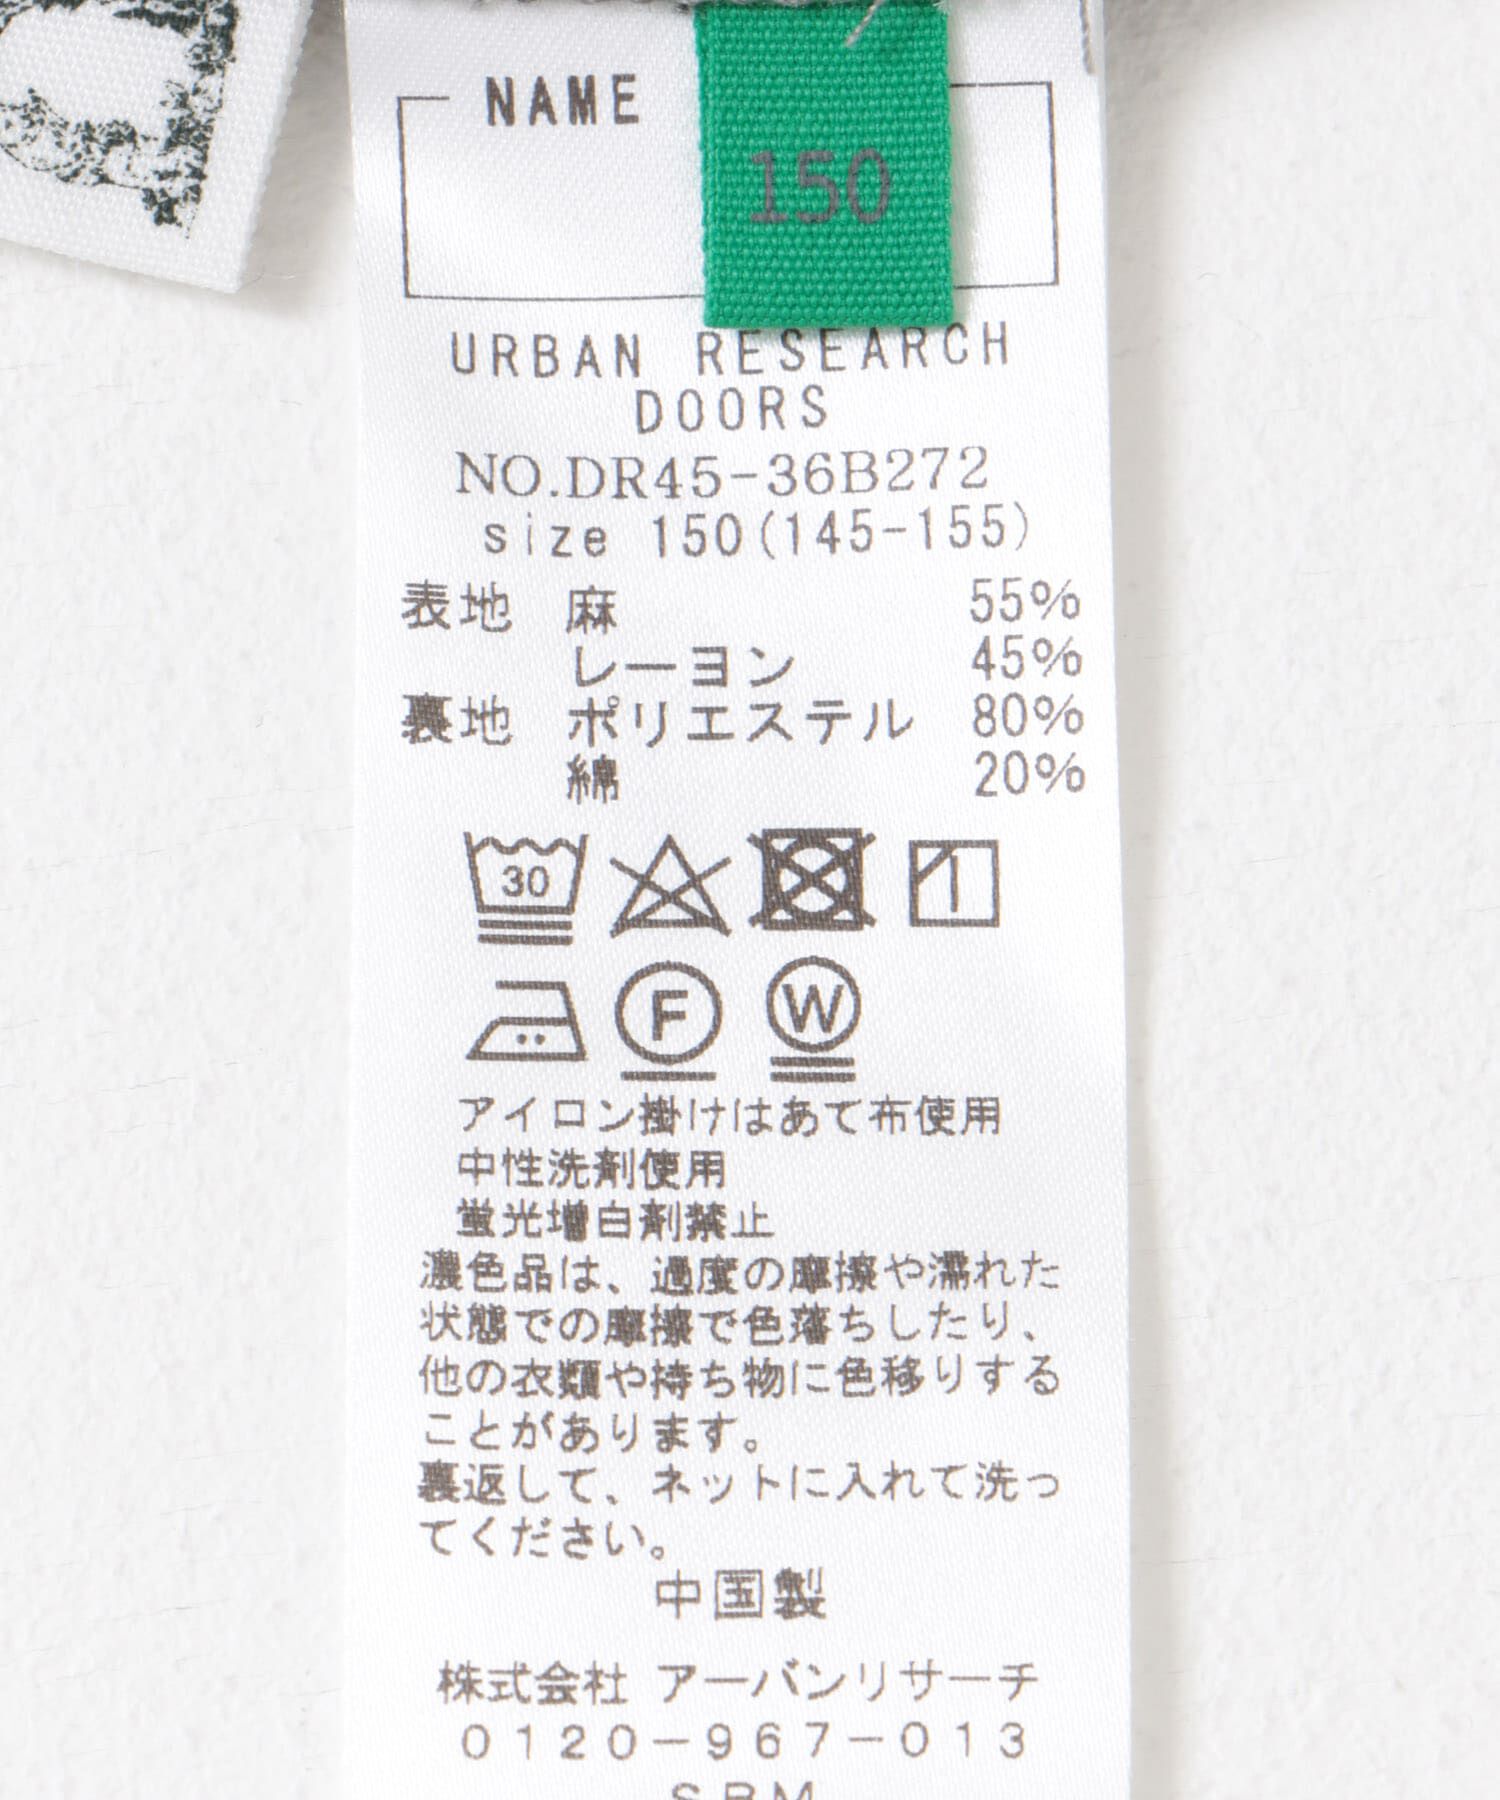 NAME
150
URBAN RESEARCH
DOORS
NO.DR45-36B272
size 150(145-155)
表地 麻 55%
レーヨン 45%
裏地 ポリエステル 80%
綿 20%
30
F W
アイロン掛けはあて布使用
中性洗剤使用
蛍光増白剤禁止
濃色品は、過度の摩擦や濡れた
状態での摩擦で色落ちしたり、
他の衣類や持ち物に色移りする
ことがあります。
裏返して、ネットに入れて洗っ
てください。
中国製
株式会社 アーバンリサーチ
0120-967-013
SBM